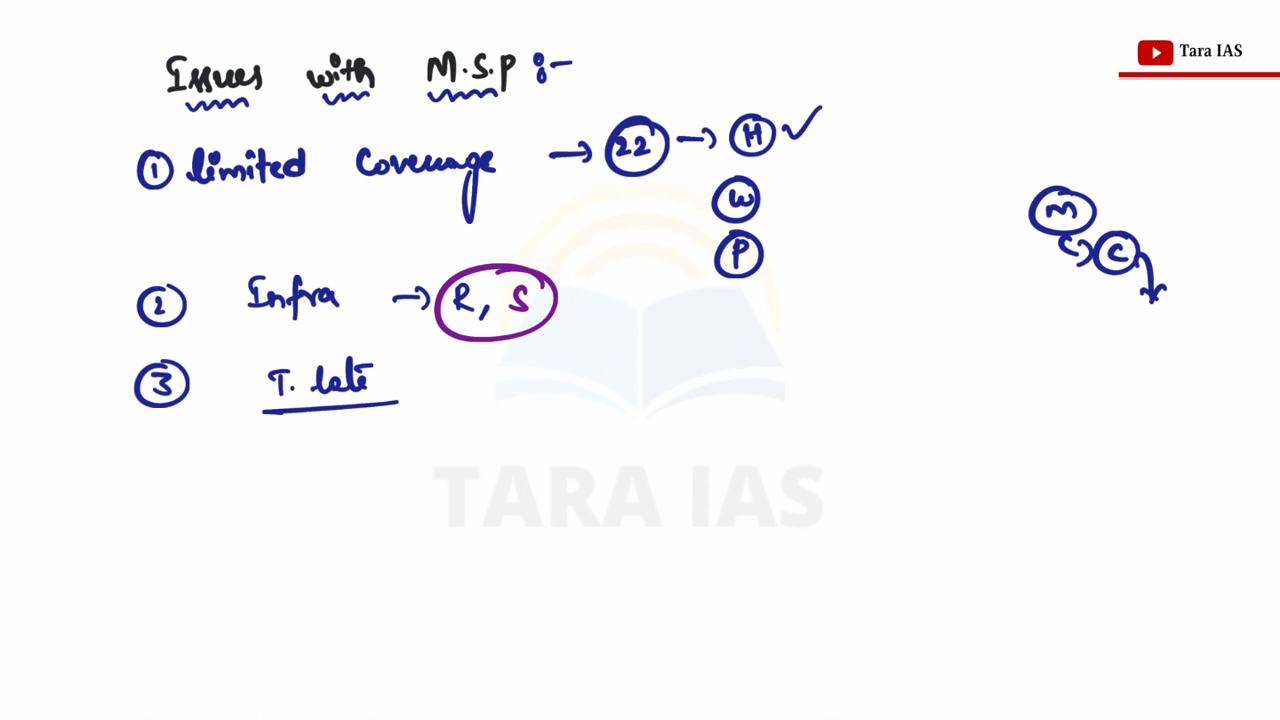 Tara IAS
Issues with M.S.P :-
① limited Coverage → 22 → H ✓
W
P
M
C
② Infra → R, S
③ T. late
TARA IAS